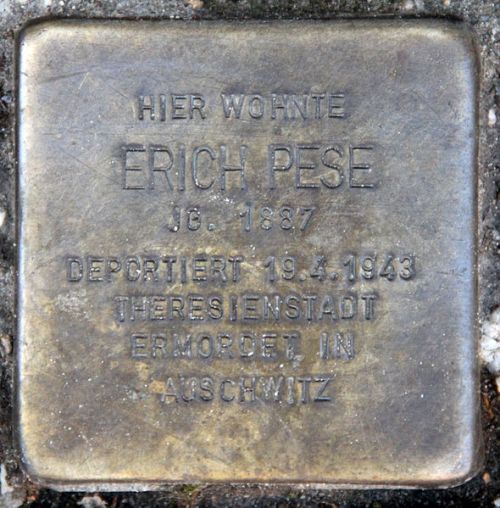 HIER WOHNTE
ERICH PESE
JG. 1887
DEPORTIERT 19.4.1943
THERESIENSTADT
ERMORDET IN
AUSCHWITZ